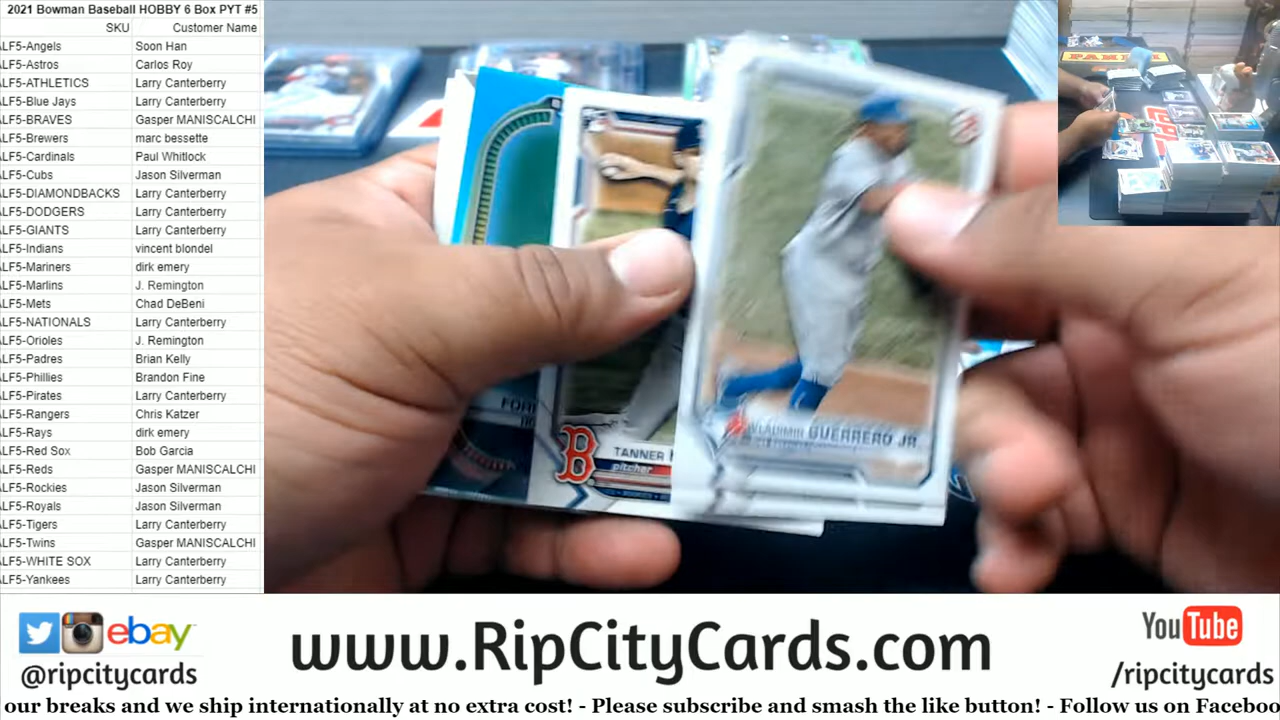 2021 Bowman Baseball HOBBY 6 Box PYT #5
SKU Customer Name
ALF5-Angels Soon Han
ALF5-Astros Carlos Roy
ALF5-ATHLETICS Larry Canterberry
ALF5-Blue Jays Larry Canterberry
ALF5-BRAVES Gasper MANISCALCHI
ALF5-Brewers marc bessette
ALF5-Cardinals Paul Whitlock
ALF5-Cubs Jason Silverman
ALF5-DIAMONDBACKS Larry Canterberry
ALF5-DODGERS Larry Canterberry
ALF5-GIANTS Larry Canterberry
ALF5-Indians vincent blondel
ALF5-Mariners dirk emery
ALF5-Marlins J. Remington
ALF5-Mets Chad DeBeni
ALF5-NATIONALS Larry Canterberry
ALF5-Orioles J. Remington
ALF5-Padres Brian Kelly
ALF5-Phillies Brandon Fine
ALF5-Pirates Larry Canterberry
ALF5-Rangers Chris Katzer
ALF5-Rays dirk emery
ALF5-Red Sox Bob Garcia
ALF5-Reds Gasper MANISCALCHI
ALF5-Rockies Jason Silverman
ALF5-Royals Jason Silverman
ALF5-Tigers Larry Canterberry
ALF5-Twins Gasper MANISCALCHI
ALF5-WHITE SOX Larry Canterberry
ALF5-Yankees Larry Canterberry
PANINI
B
TANNER
pitcher
VLADIMIR GUERRERO JR.
ebay
@ripcitycards
www.RipCityCards.com
YouTube
/ripcitycards
our breaks and we ship internationally at no extra cost! - Please subscribe and smash the like button! - Follow us on Faceboo